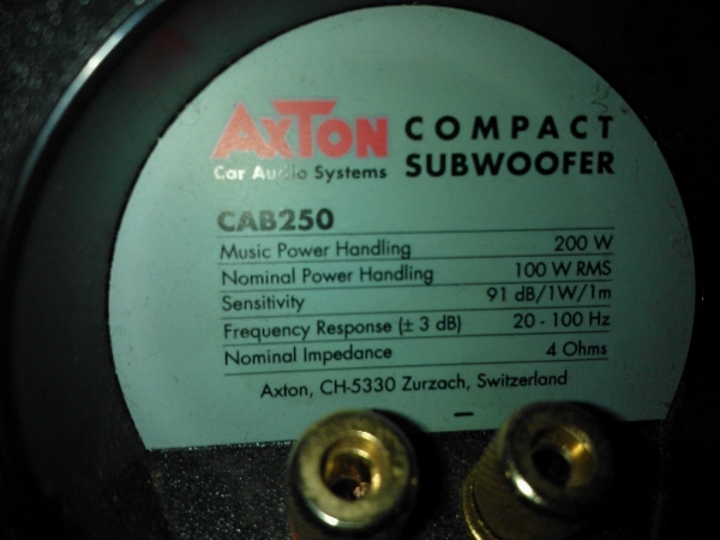 AXTON COMPACT
Car Audio Systems SUBWOOFER
CAB250
Music Power Handling 200 W
Nominal Power Handling 100 W RMS
Sensitivity 91 dB/1W/1m
Frequency Response (± 3 dB) 20 - 100 Hz
Nominal Impedance 4 Ohms
Axton, CH-5330 Zurzach, Switzerland